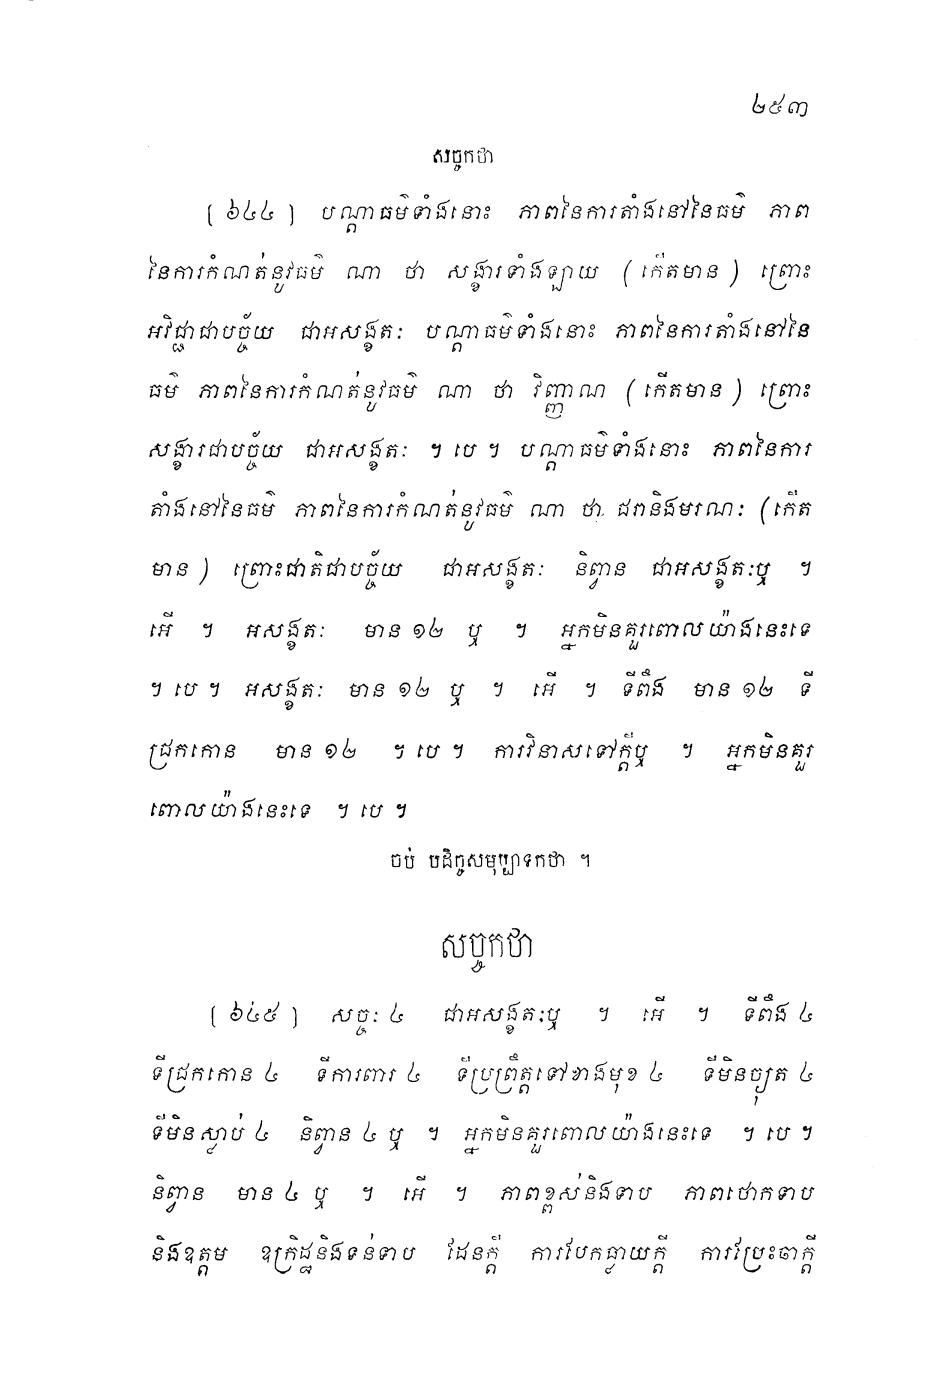 ២៥៣
សច្ចកថា
[ ៦៤៤ ] បណ្ដាធម៌ទាំងនោះ ភាពនៃការតាំងនៅនៃធម៌ ភាព
នៃការកំណត់នូវធម៌ ណា ថា សង្ខារទាំងឡាយ (កើតមាន) ព្រោះ
អវិជ្ជាជាបច្ច័យ ជាអសង្ខតៈ បណ្ដាធម៌ទាំងនោះ ភាពនៃការតាំងនៅនៃ
ធម៌ ភាពនៃការកំណត់នូវធម៌ ណា ថា វិញ្ញាណ (កើតមាន) ព្រោះ
សង្ខារជាបច្ច័យ ជាអសង្ខតៈ ។ បេ ។ បណ្ដាធម៌ទាំងនោះ ភាពនៃការ
តាំងនៅនៃធម៌ ភាពនៃការកំណត់នូវធម៌ ណា ថា ជរានិងមរណៈ (កើត
មាន) ព្រោះជាតិជាបច្ច័យ ជាអសង្ខតៈ និព្វាន ជាអសង្ខតៈឬ ។
អើ ។ អសង្ខតៈ មាន ១២ ឬ ។ អ្នកមិនគួរពោលយ៉ាងនេះទេ
។ បេ ។ អសង្ខតៈ មាន ១២ ឬ ។ អើ ។ ទីពឹង មាន ១២ ទី
ជ្រកកោន មាន ១២ ។ បេ ។ ការវិនាសទៅក្ដីឬ ។ អ្នកមិនគួរ
ពោលយ៉ាងនេះទេ ។ បេ ។
ចប់ បដិច្ចសមុប្បាទកថា ។
សច្ចកថា
[ ៦៤៥ ] សច្ចៈ ៤ ជាអសង្ខតៈឬ ។ អើ ។ ទីពឹង ៤
ទីជ្រកកោន ៤ ទីការពារ ៤ ទីប្រព្រឹត្តទៅខាងមុខ ៤ ទីមិនច្យុត ៤
ទីមិនស្លាប់ ៤ និព្វាន ៤ ឬ ។ អ្នកមិនគួរពោលយ៉ាងនេះទេ ។ បេ ។
និព្វាន មាន ៤ ឬ ។ អើ ។ ភាពខ្ពស់និងទាប ភាពថោកទាប
និងឧត្តម ឧក្រិដ្ឋនិងទន់ទាប ដែនក្ដី ការបែកធ្លាយក្ដី ការប្រេះឆាក្ដី